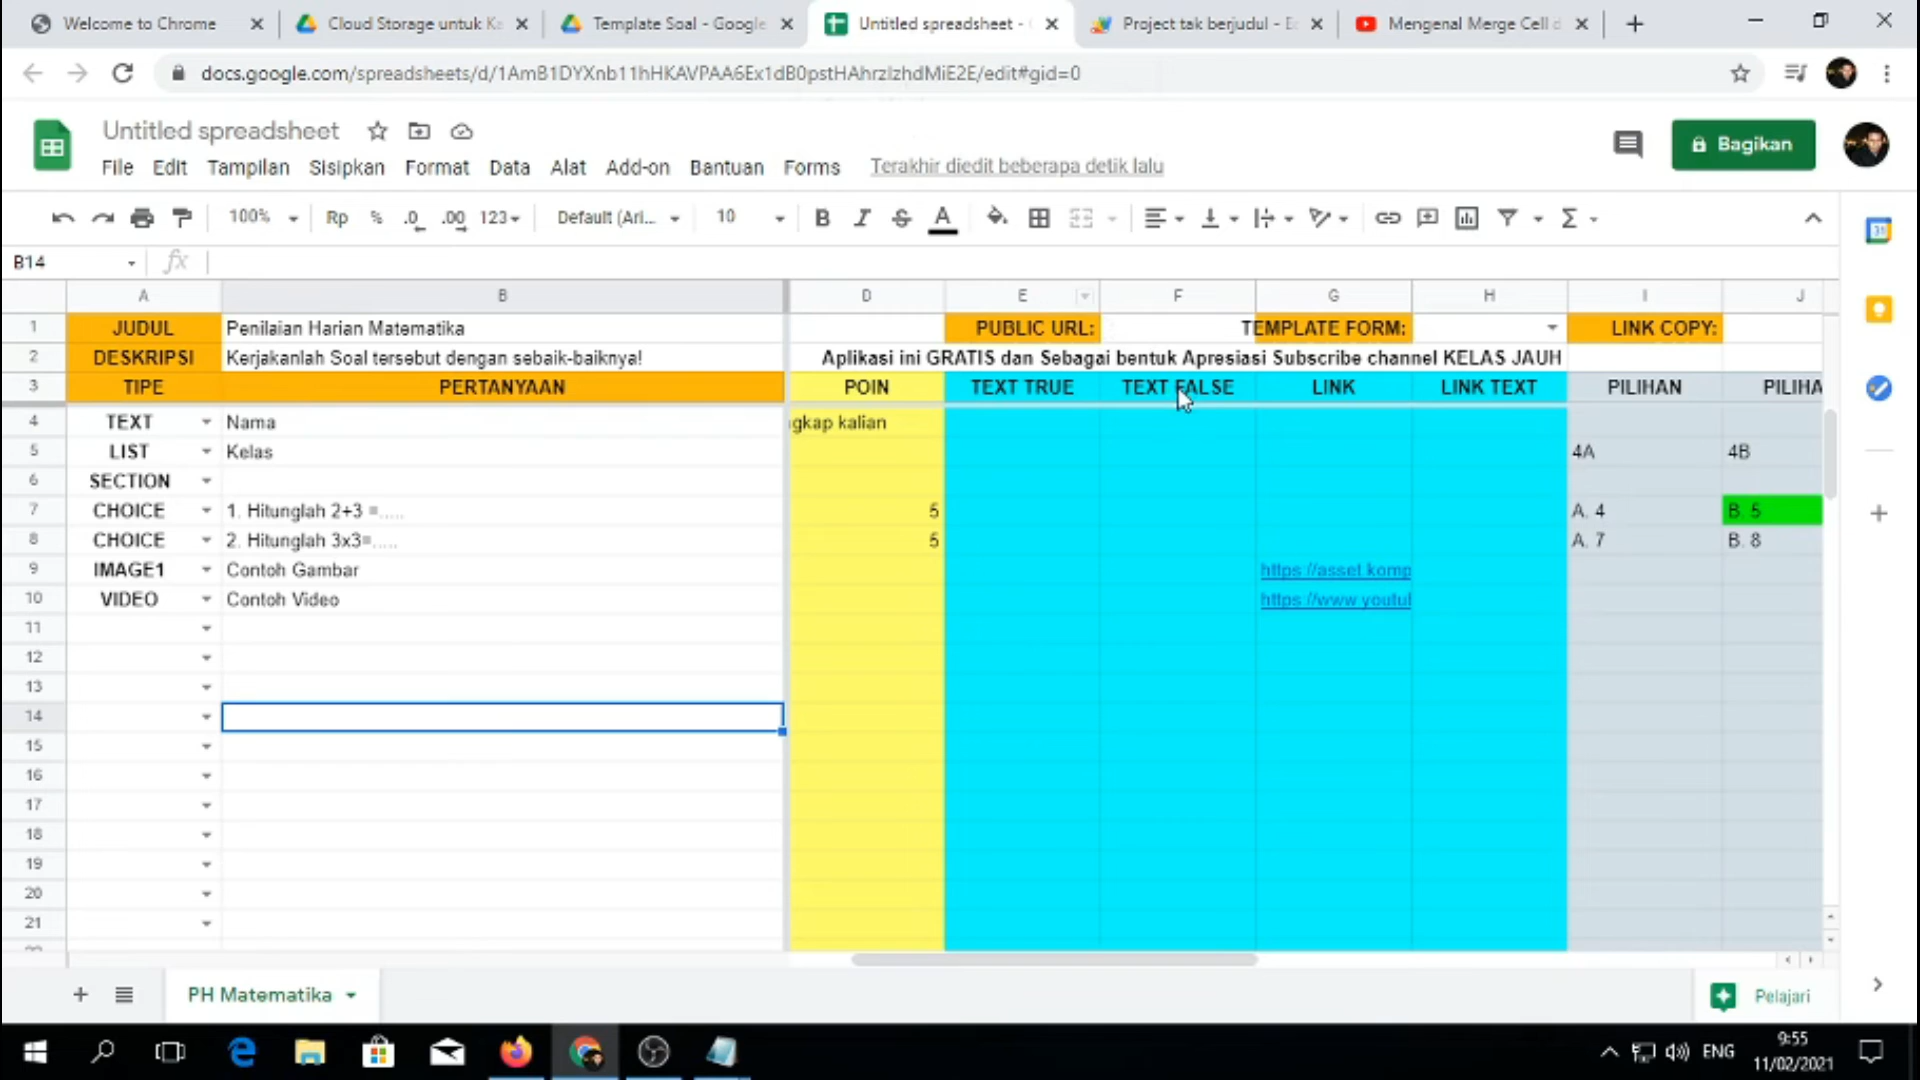 Welcome to Chrome
Cloud Storage untuk Ka
Template Soal - Google
Untitled spreadsheet -
Project tak berjudul - E
Mengenal Merge Cell d
docs.google.com/spreadsheets/d/1AmB1DYXnb11hHKAVPAA6Ex1dB0pstHAhrzIzhdMiE2E/edit#gid=0
Untitled spreadsheet
Bagikan
File Edit Tampilan Sisipkan Format Data Alat Add-on Bantuan Forms Terakhir diedit beberapa detik lalu
100% Rp % .0 .00 123 Default (Ari... 10 B I S A
B14 fx
A B D E F G H I J
1 JUDUL Penilaian Harian Matematika PUBLIC URL: TEMPLATE FORM: LINK COPY:
2 DESKRIPSI Kerjakanlah Soal tersebut dengan sebaik-baiknya! Aplikasi ini GRATIS dan Sebagai bentuk Apresiasi Subscribe channel KELAS JAUH
3 TIPE PERTANYAAN POIN TEXT TRUE TEXT FALSE LINK LINK TEXT PILIHAN PILIHA
4 TEXT Nama gkap kalian
5 LIST Kelas 4A 4B
6 SECTION
7 CHOICE 1. Hitunglah 2+3 =..... 5 A. 4 B. 5
8 CHOICE 2. Hitunglah 3x3=..... 5 A. 7 B. 8
9 IMAGE1 Contoh Gambar https://asset.komp
10 VIDEO Contoh Video https://www.youtul
11
12
13
14
15
16
17
18
19
20
21
PH Matematika
Pelajari
ENG
9:55
11/02/2021